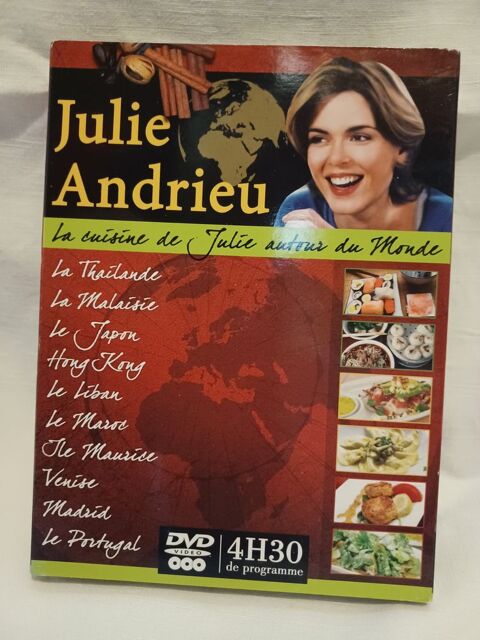 Julie
Andrieu
La cuisine de Julie autour du Monde
La Thaïlande
La Malaisie
Le Japon
Hong Kong
Le Liban
Le Maroc
Ile Maurice
Venise
Madrid
Le Portugal
DVD
VIDEO
4H30
de programme